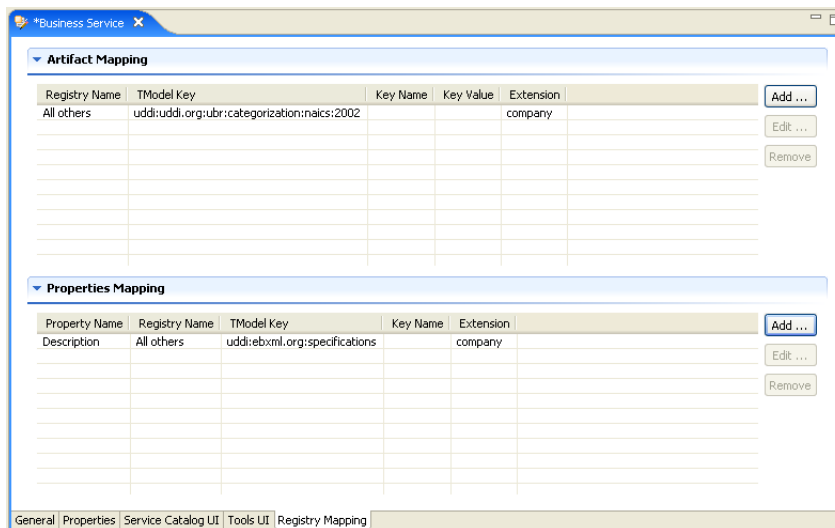 *Business Service
Artifact Mapping
Registry Name TModel Key Key Name Key Value Extension
All others uddi:uddi.org:ubr:categorization:naics:2002 company
Add ...
Edit ...
Remove
Properties Mapping
Property Name Registry Name TModel Key Key Name Extension
Description All others uddi:ebxml.org:specifications company
Add ...
Edit ...
Remove
General Properties Service Catalog UI Tools UI Registry Mapping